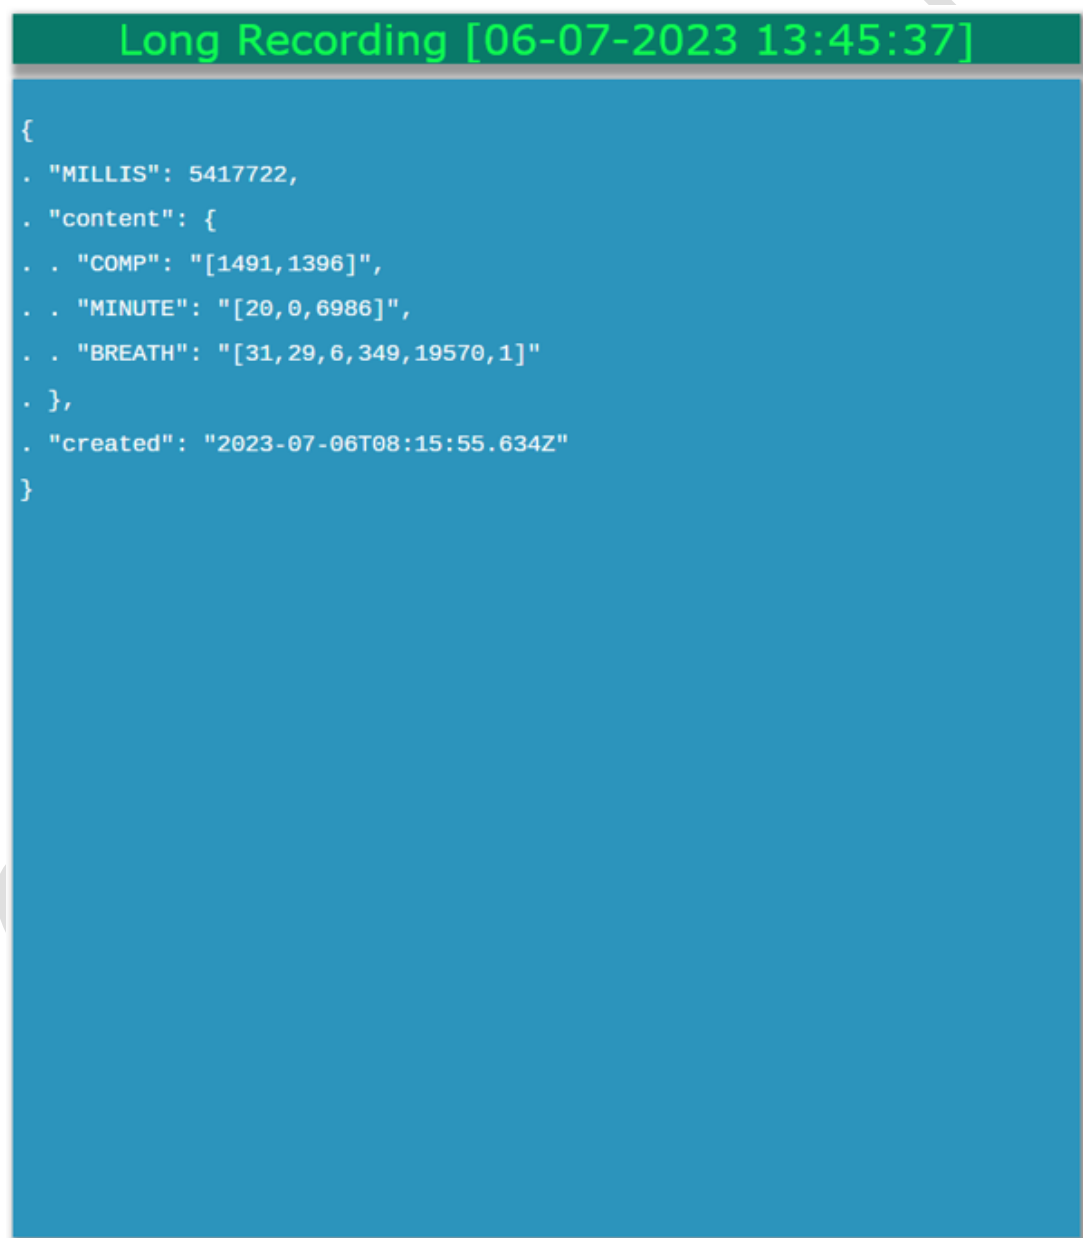 Long Recording [06-07-2023 13:45:37]
{
. "MILLIS": 5417722,
. "content": {
. . "COMP": "[1491,1396]",
. . "MINUTE": "[20,0,6986]",
. . "BREATH": "[31,29,6,349,19570,1]"
. },
. "created": "2023-07-06T08:15:55.634Z"
}